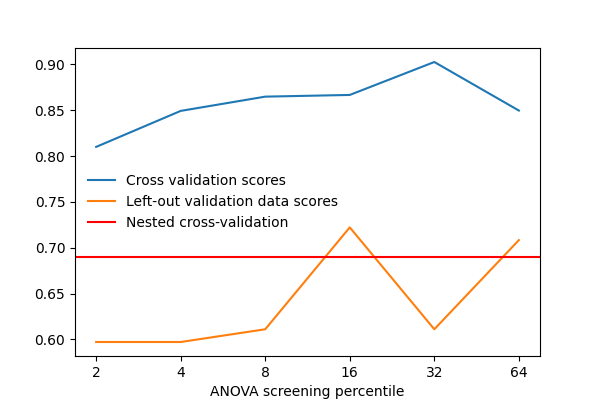 0.90
0.85
0.80
0.75
0.70
0.65
0.60
Cross validation scores
Left-out validation data scores
Nested cross-validation
2 4 8 16 32 64
ANOVA screening percentile